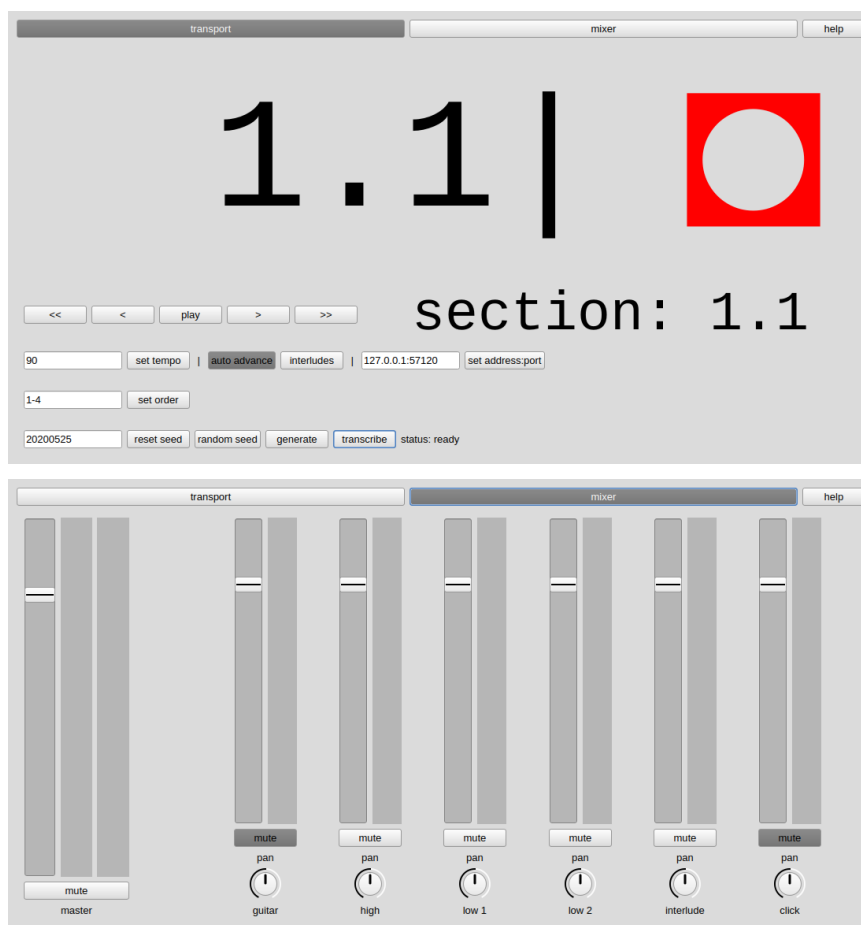 transport mixer help
1.1|
<< < play > >> section: 1.1
90 set tempo | auto advance interludes | 127.0.0.1:57120 set address:port
1-4 set order
20200525 reset seed random seed generate transcribe status: ready
transport mixer help
mute mute mute mute mute mute
pan pan pan pan pan pan
mute
master guitar high low 1 low 2 interlude click